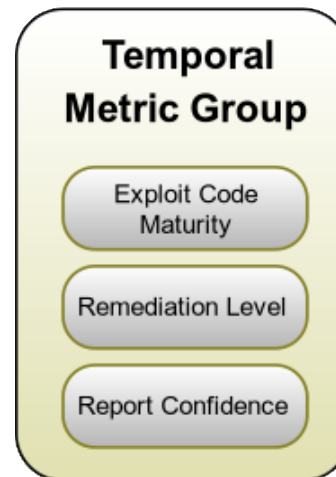 Temporal
Metric Group
Exploit Code
Maturity
Remediation Level
Report Confidence